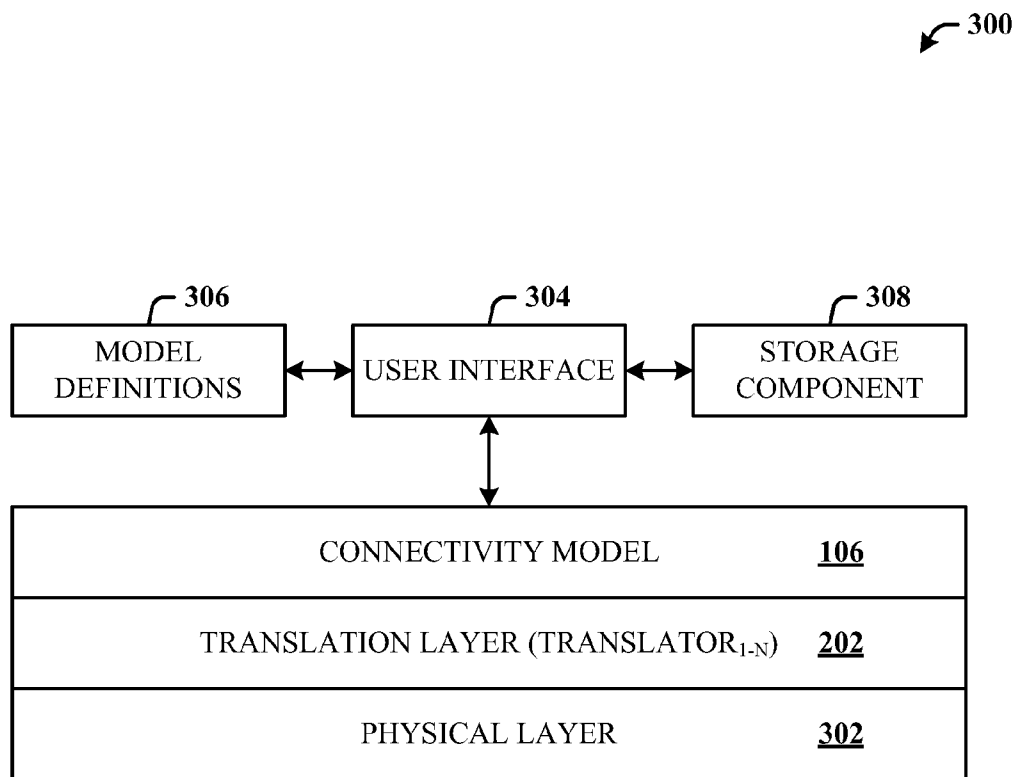 300
306
304
308
MODEL
DEFINITIONS
USER INTERFACE
STORAGE
COMPONENT
CONNECTIVITY MODEL 106
TRANSLATION LAYER (TRANSLATOR1-N) 202
PHYSICAL LAYER 302